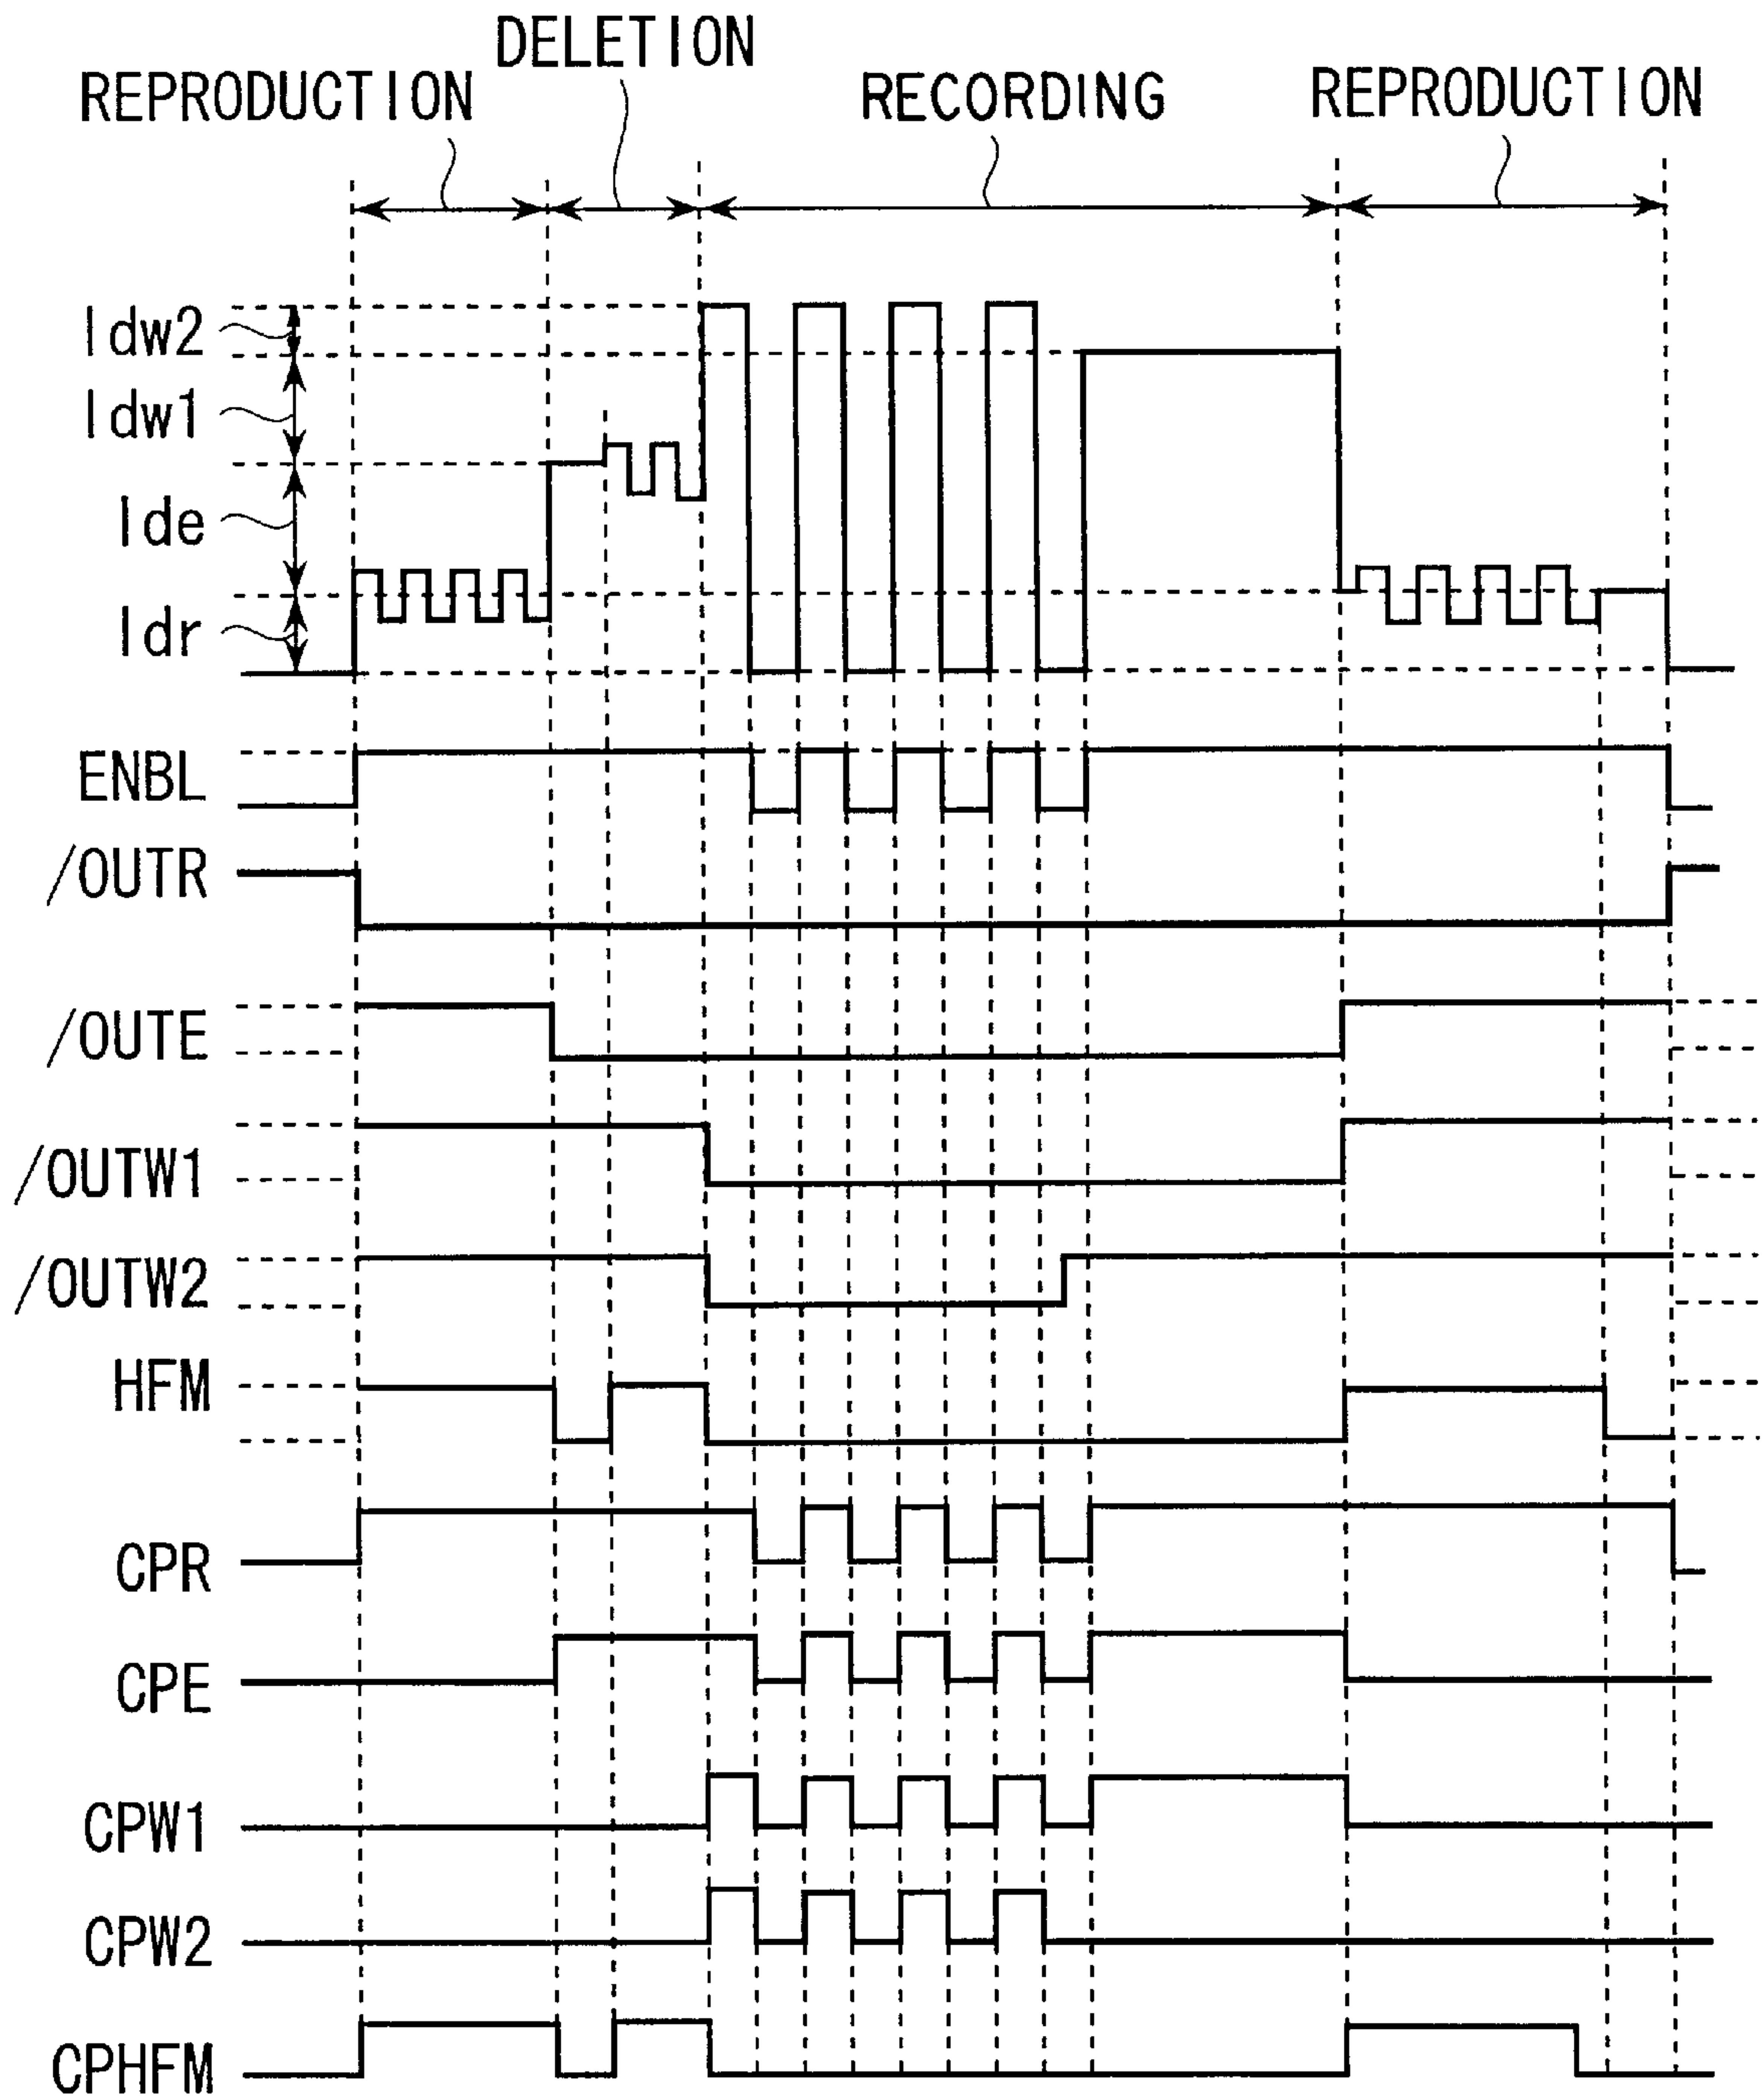 DELETION
REPRODUCTION
RECORDING
REPRODUCTION
Idw2
Idw1
Ide
Idr
ENBL
/OUTR
/OUTE
/OUTW1
/OUTW2
HFM
CPR
CPE
CPW1
CPW2
CPHFM